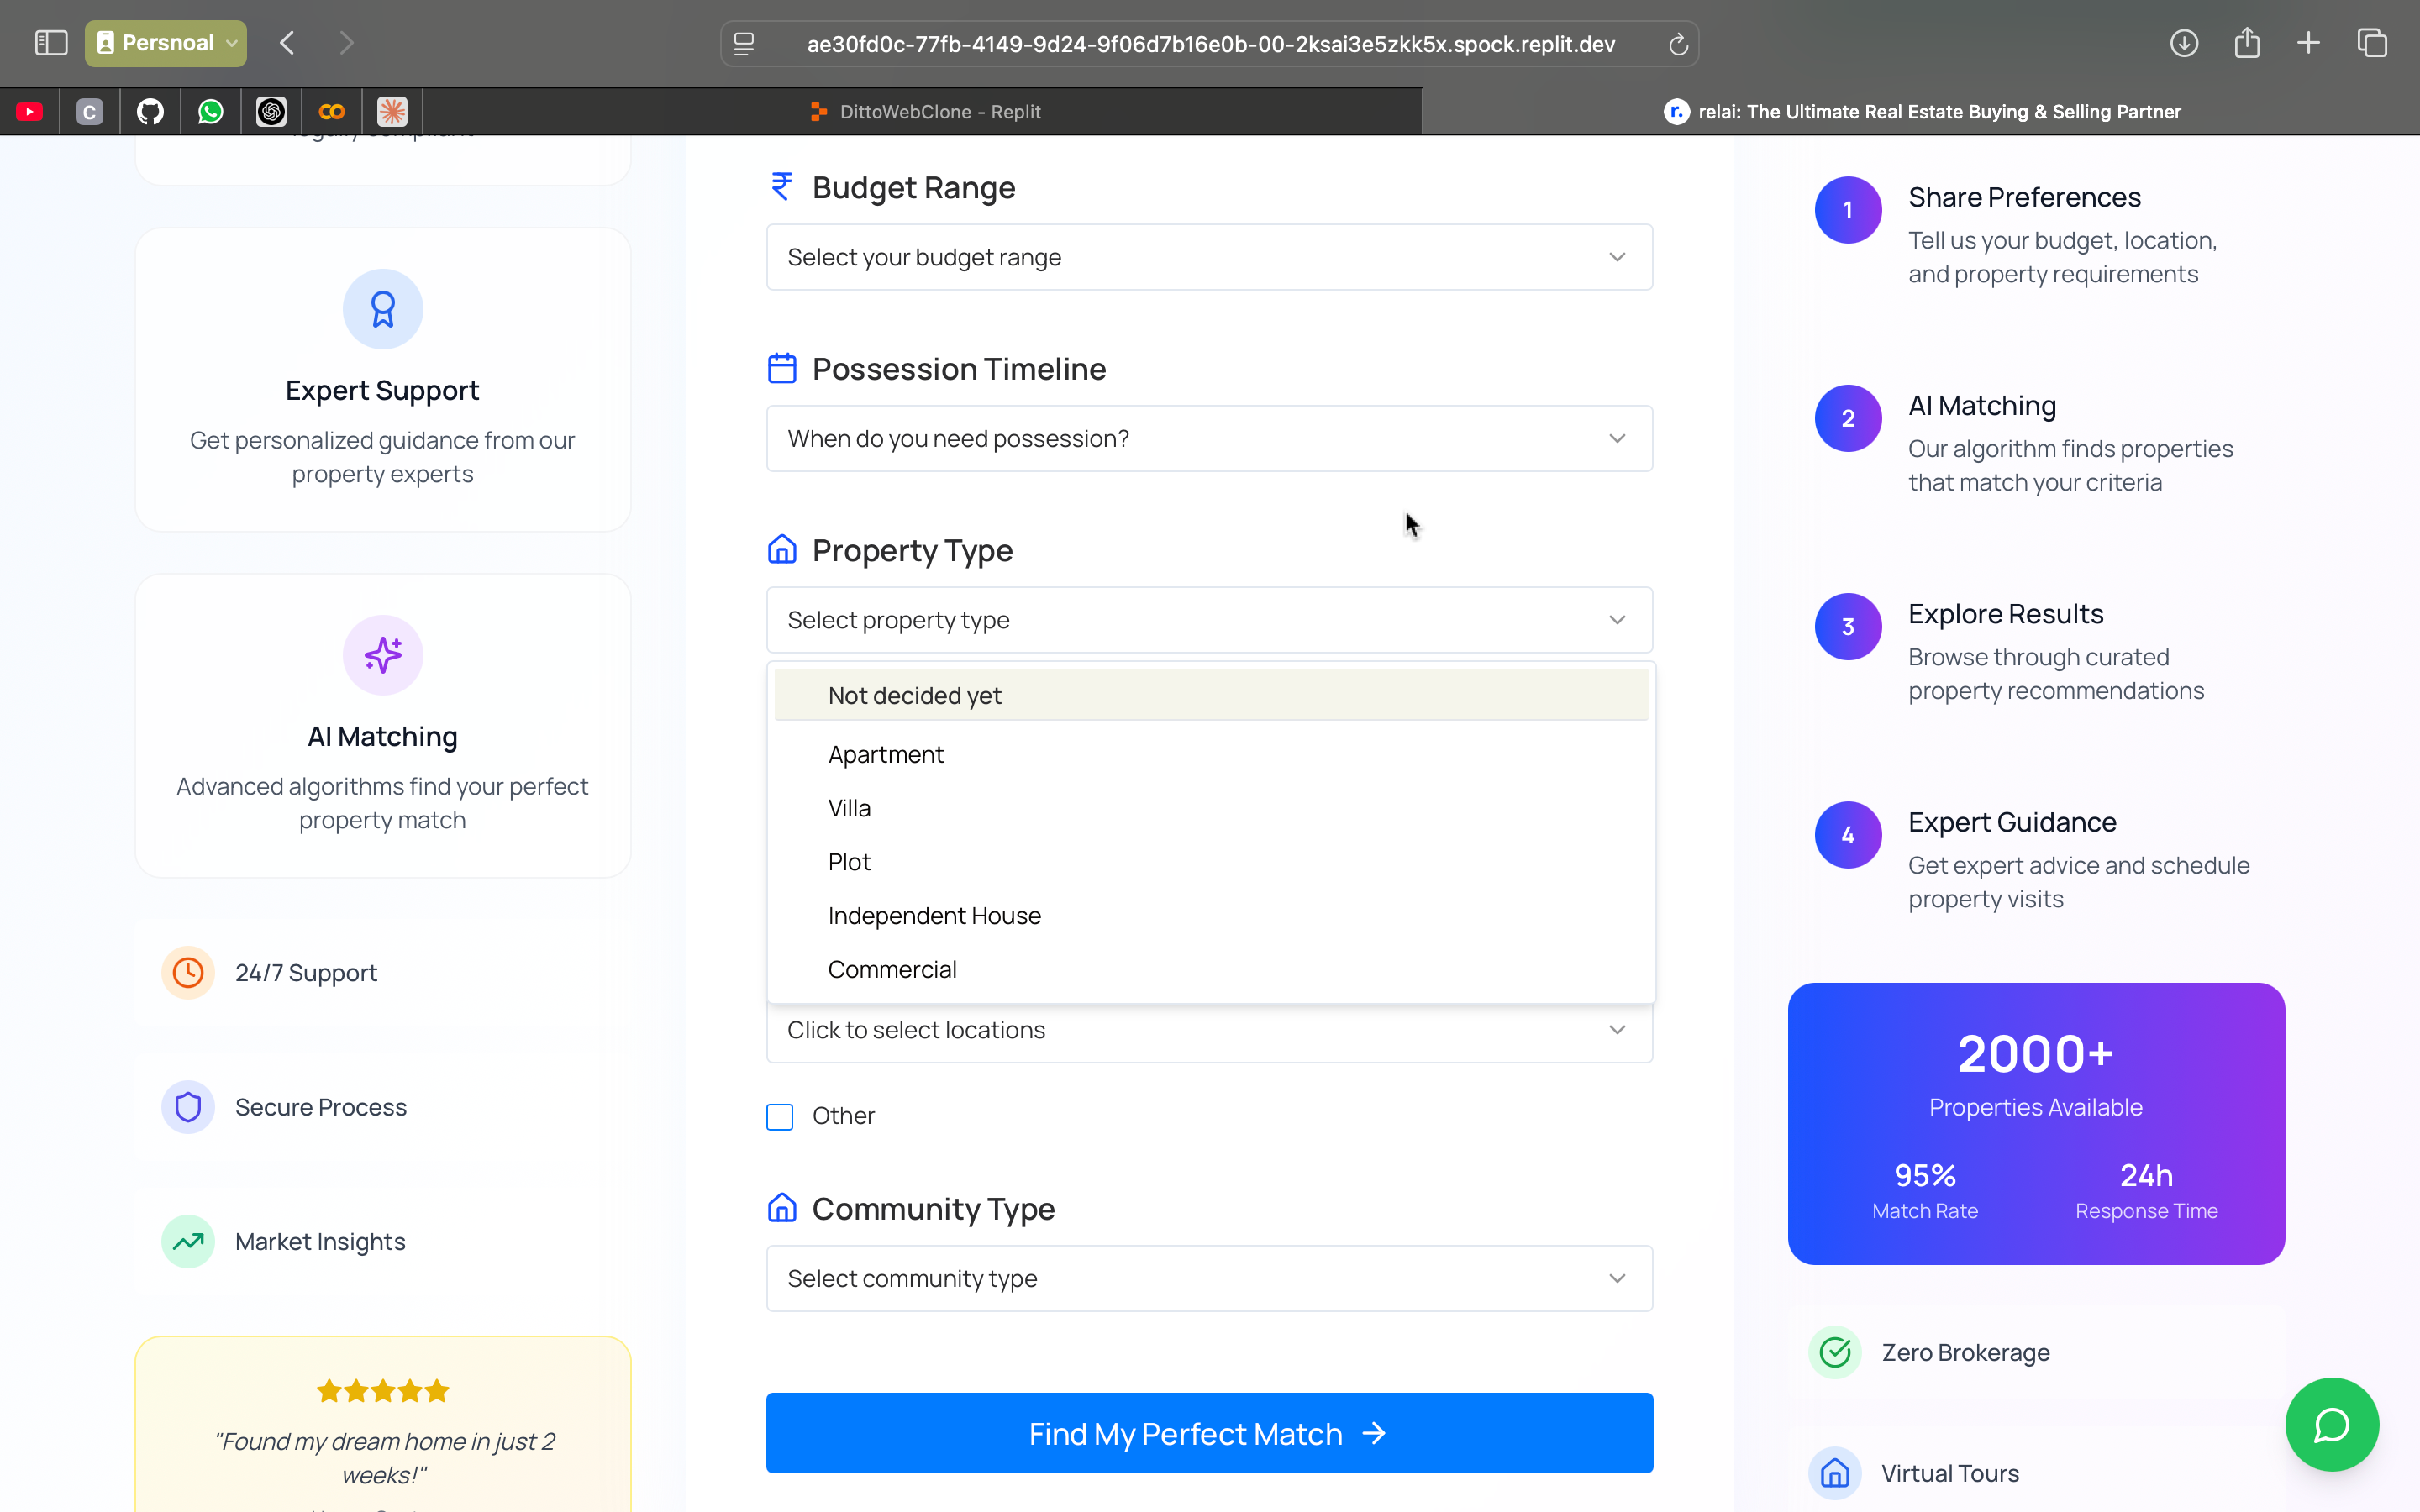 Persnoal
ae30fd0c-77fb-4149-9d24-9f06d7b16e0b-00-2ksai3e5zkk5x.spock.replit.dev
C
DittoWebClone - Replit
r.
relai: The Ultimate Real Estate Buying & Selling Partner
Expert Support
Get personalized guidance from our
property experts
AI Matching
Advanced algorithms find your perfect
property match
24/7 Support
Secure Process
Market Insights
"Found my dream home in just 2
weeks!"
Budget Range
Select your budget range
Possession Timeline
When do you need possession?
Property Type
Select property type
Not decided yet
Apartment
Villa
Plot
Independent House
Commercial
Click to select locations
Other
Community Type
Select community type
Find My Perfect Match
1
Share Preferences
Tell us your budget, location,
and property requirements
2
AI Matching
Our algorithm finds properties
that match your criteria
3
Explore Results
Browse through curated
property recommendations
4
Expert Guidance
Get expert advice and schedule
property visits
2000+
Properties Available
95%
Match Rate
24h
Response Time
Zero Brokerage
Virtual Tours